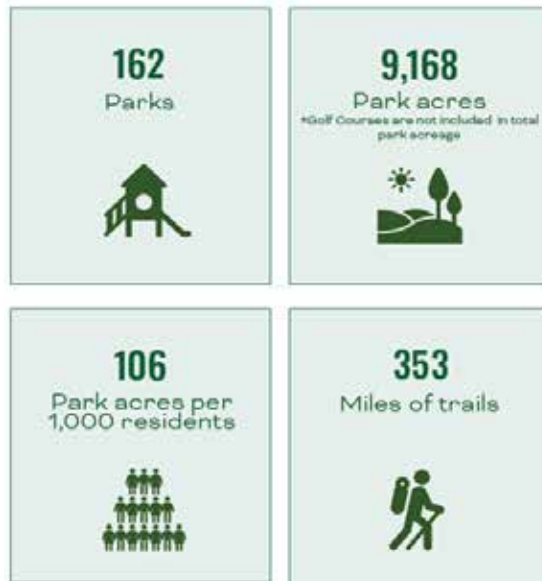 162
Parks
9,168
Park acres
*Golf Courses are not included in total
park acreage
106
Park acres per
1,000 residents
353
Miles of trails